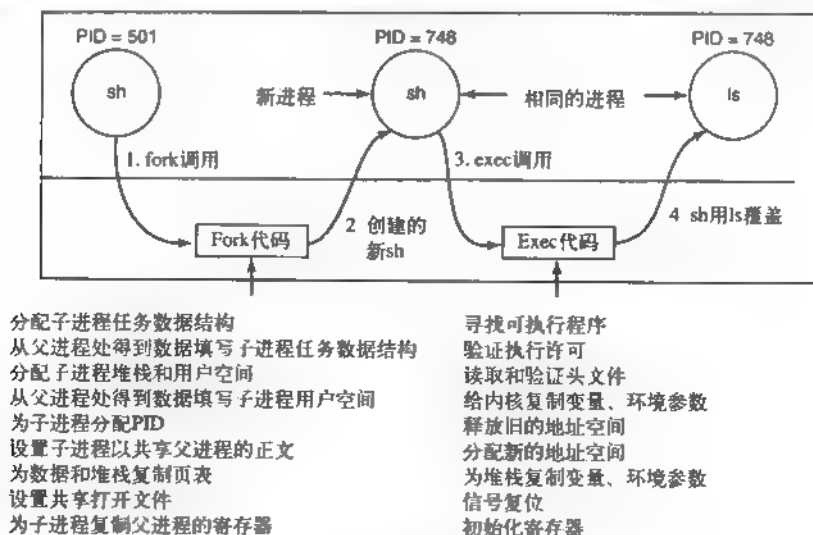 PID = 501
PID = 748
PID = 748
sh
新进程
sh
相同的进程
ls
1. fork调用
3. exec调用
Fork代码
2 创建的
新sh
Exec代码
4 sh用ls覆盖
分配子进程任务数据结构
从父进程处得到数据填写子进程任务数据结构
分配子进程堆栈和用户空间
从父进程处得到数据填写子进程用户空间
为子进程分配PID
设置子进程以共享父进程的正文
为数据和堆栈复制页表
设置共享打开文件
为子进程复制父进程的寄存器
寻找可执行程序
验证执行许可
读取和验证头文件
给内核复制变量、环境参数
释放旧的地址空间
分配新的地址空间
为堆栈复制变量、环境参数
信号复位
初始化寄存器